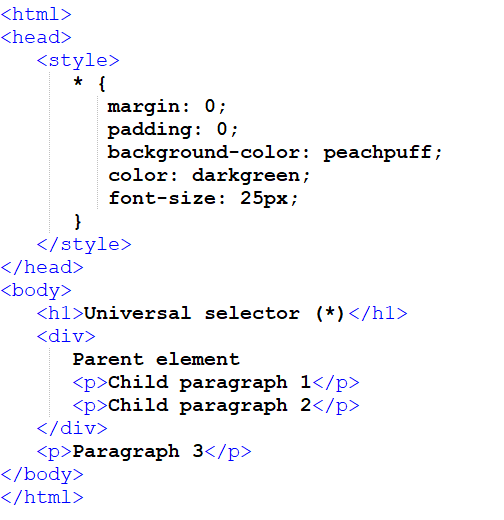 <html>
<head>
<style>
* {
margin: 0;
padding: 0;
background-color: peachpuff;
color: darkgreen;
font-size: 25px;
}
</style>
</head>
<body>
<h1>Universal selector (*)</h1>
<div>
Parent element
<p>Child paragraph 1</p>
<p>Child paragraph 2</p>
</div>
<p>Paragraph 3</p>
</body>
</html>